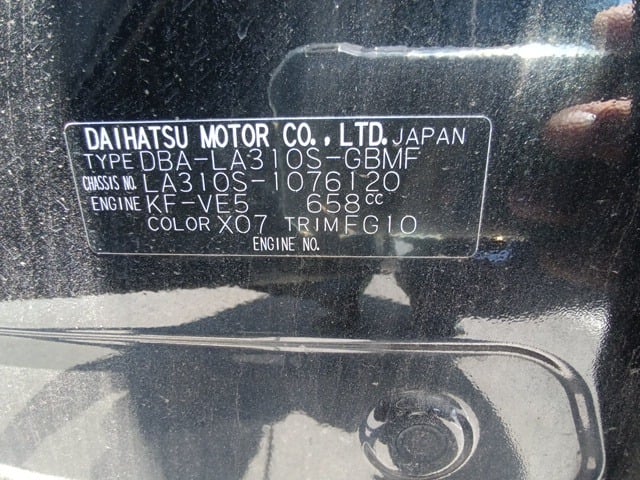 DAIHATSU MOTOR CO., LTD. JAPAN
TYPE DBA-LA310S-GBMF
CHASSIS NO. LA310S-1076120
ENGINE KF-VE5 658cc
COLOR X07 TRIM FG10
ENGINE NO.